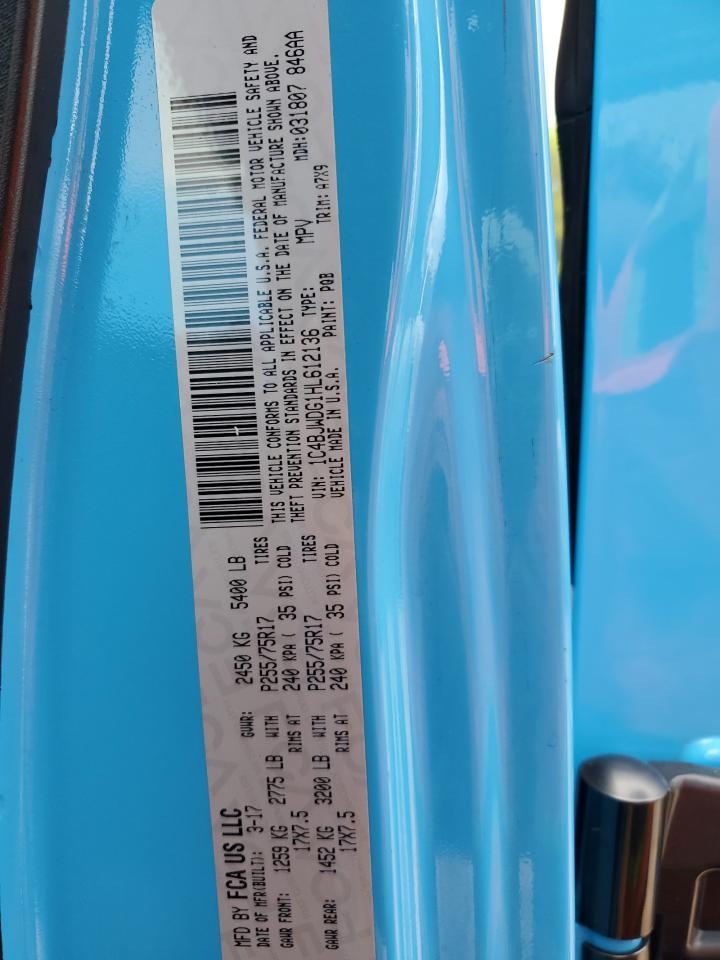 MFD BY FCA US LLC
DATE OF MFR(BUILT): 3-17 GVWR: 2450 KG 5400 LB
GAWR FRONT: 1259 KG 2775 LB WITH P255/75R17 TIRES
17X7.5 RIMS AT 240 KPA ( 35 PSI) COLD
GAWR REAR: 1452 KG 3200 LB WITH P255/75R17 TIRES
17X7.5 RIMS AT 240 KPA ( 35 PSI) COLD
THIS VEHICLE CONFORMS TO ALL APPLICABLE U.S.A. FEDERAL MOTOR VEHICLE SAFETY AND
THEFT PREVENTION STANDARDS IN EFFECT ON THE DATE OF MANUFACTURE SHOWN ABOVE.
VIN: 1C4BJWDG1HL612136 TYPE: MPV MDH:031807 846AA
VEHICLE MADE IN U.S.A. PAINT: PQB TRIM: A7X9